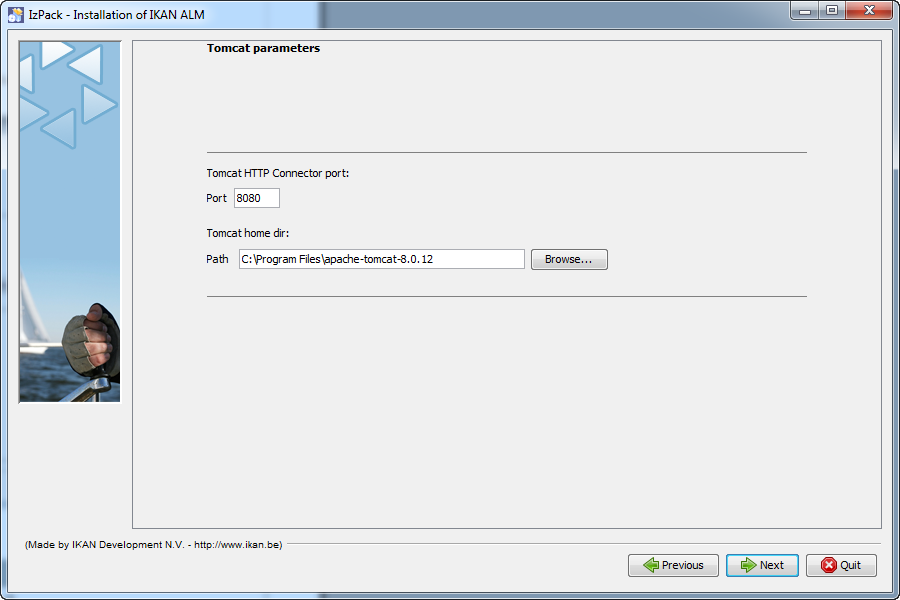 IzPack - Installation of IKAN ALM
Tomcat parameters
Tomcat HTTP Connector port:
Port 8080
Tomcat home dir:
Path C:\Program Files\apache-tomcat-8.0.12 Browse...
(Made by IKAN Development N.V. - http://www.ikan.be)
Previous Next Quit